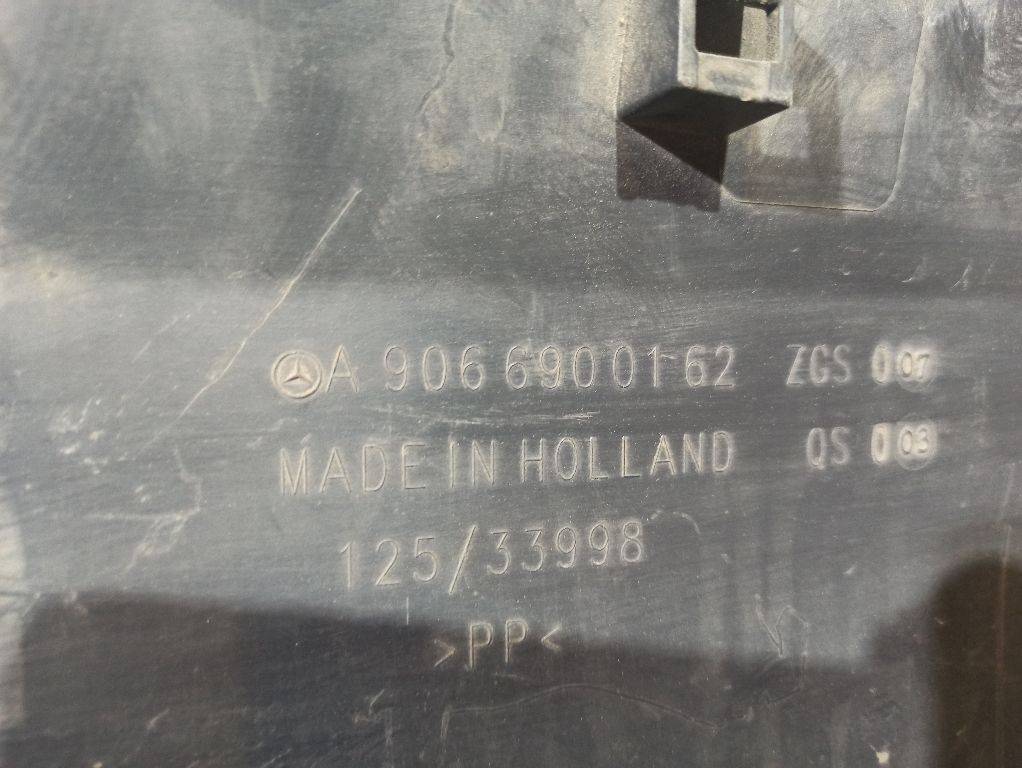 A 906 690 01 62 ZGS 007
MADE IN HOLLAND QS 003
125/33998
>PP<